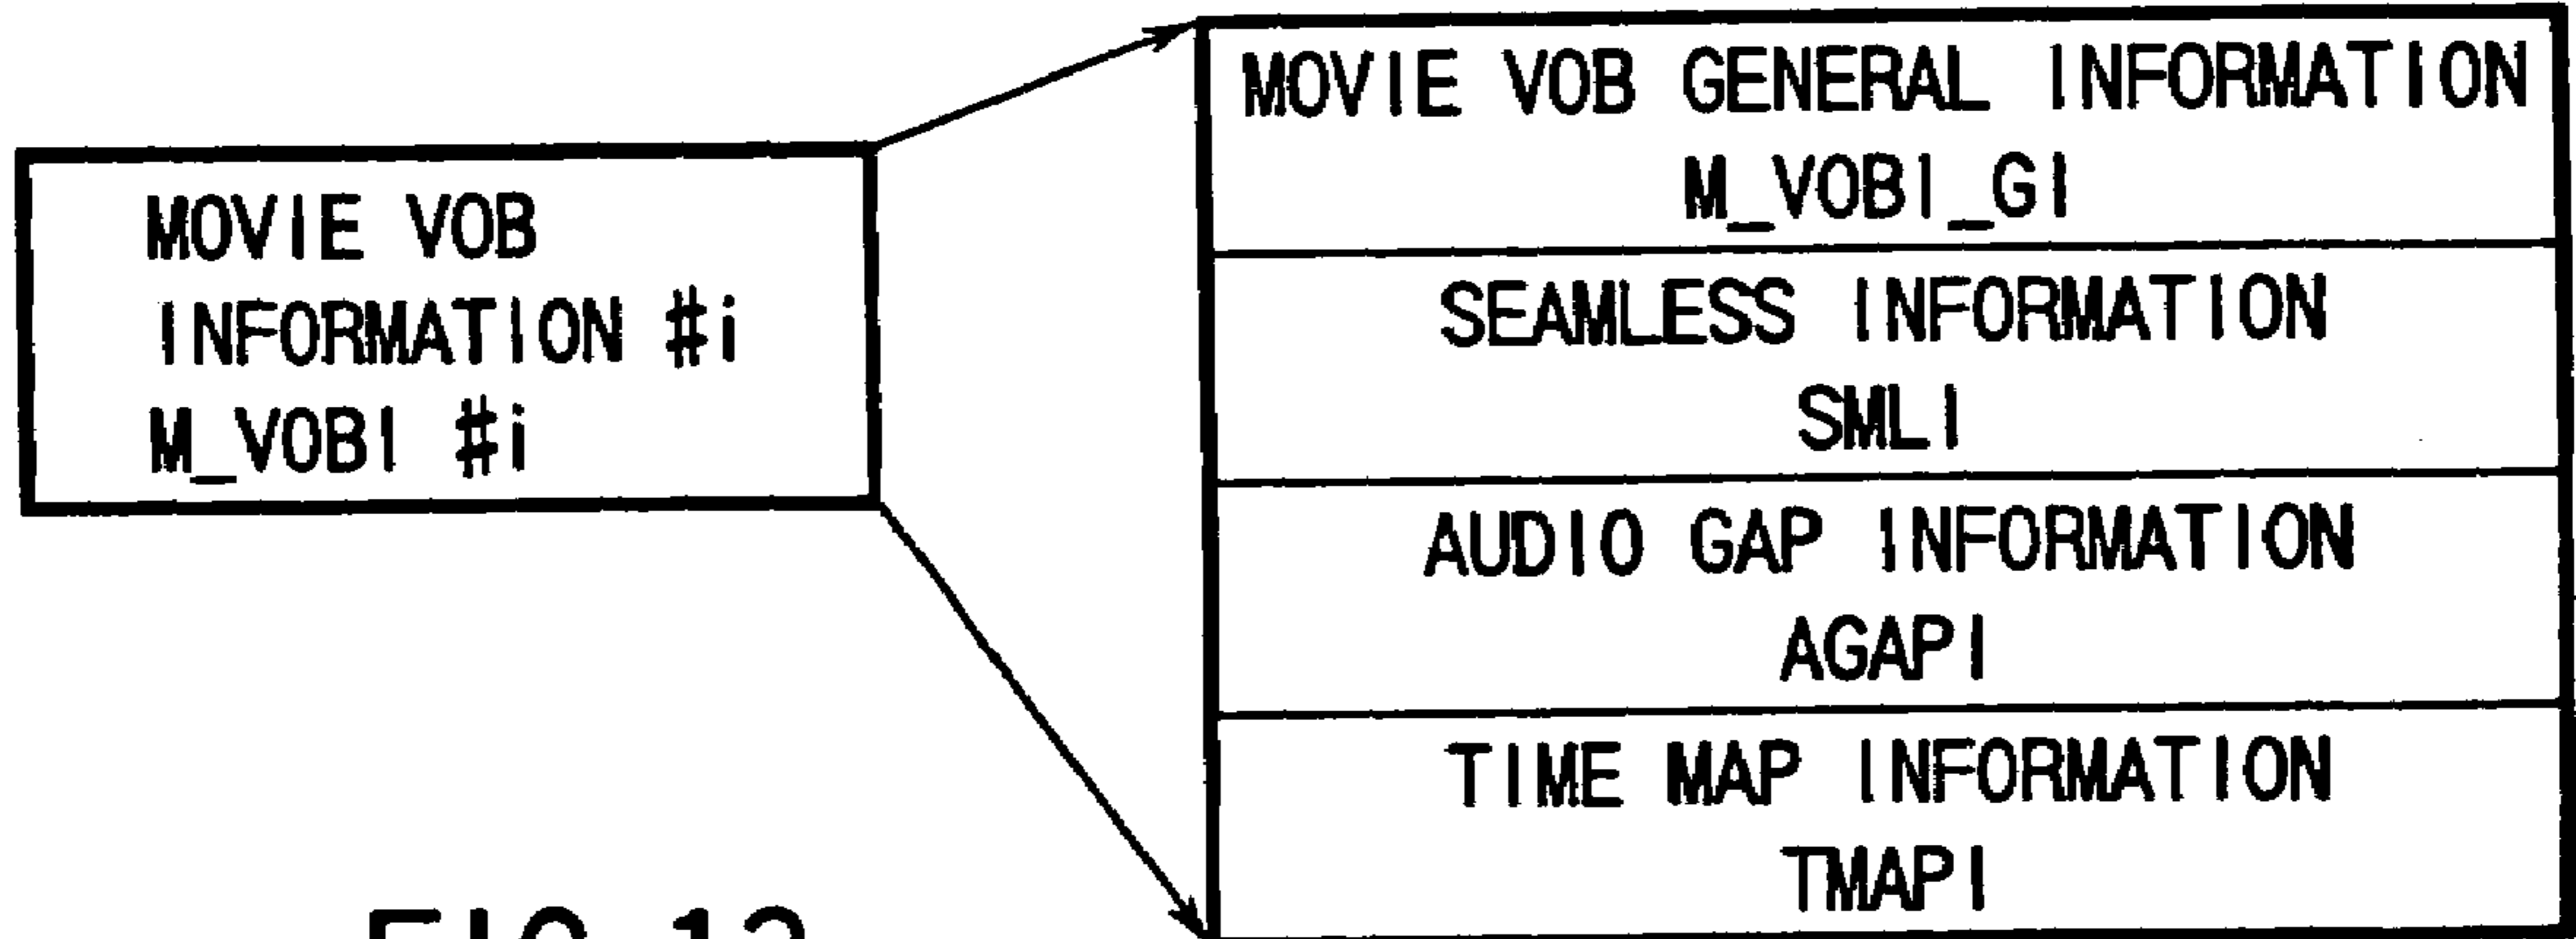 MOVIE VOB
INFORMATION #i
M_VOBI #i
MOVIE VOB GENERAL INFORMATION
M_VOBI_GI
SEAMLESS INFORMATION
SMLI
AUDIO GAP INFORMATION
AGAPI
TIME MAP INFORMATION
TMAPI